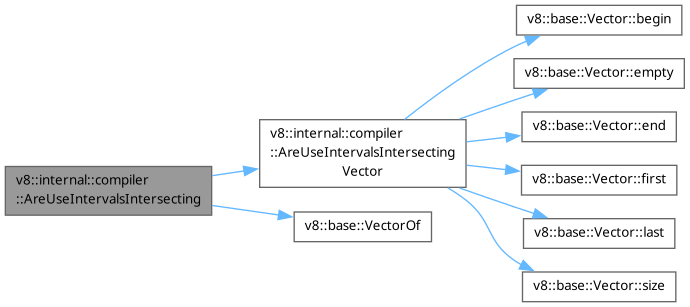 v8::internal::compiler
::AreUseIntervalsIntersecting
v8::internal::compiler
::AreUseIntervalsIntersecting
Vector
v8::base::VectorOf
v8::base::Vector::begin
v8::base::Vector::empty
v8::base::Vector::end
v8::base::Vector::first
v8::base::Vector::last
v8::base::Vector::size